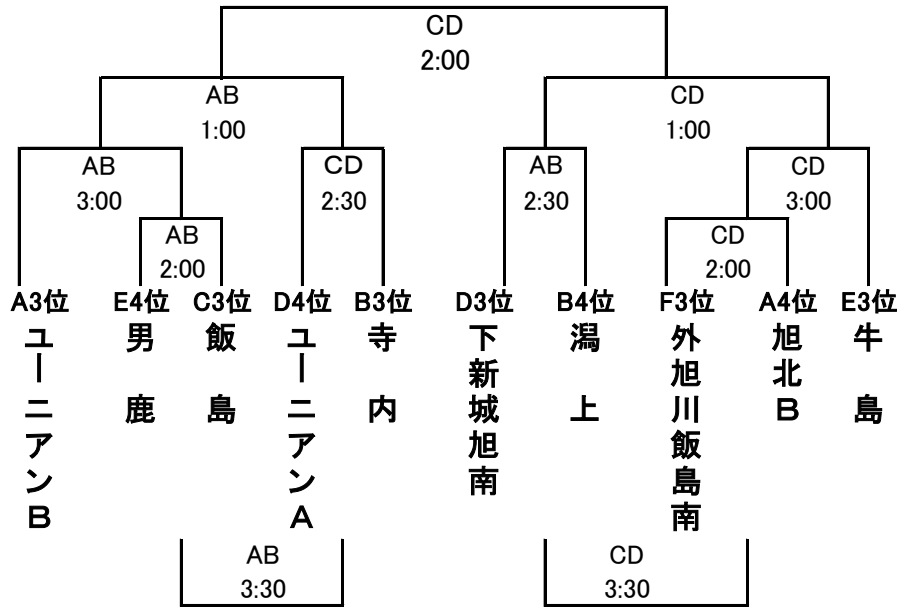 CD
2:00
AB
1:00
CD
1:00
AB
3:00
CD
2:30
AB
2:30
CD
3:00
AB
2:00
CD
2:00
A3位
E4位
C3位
D4位
B3位
D3位
B4位
F3位
A4位
E3位
ユーニアンB
男鹿
飯島
ユーニアンA
寺内
下新城旭南
潟上
外旭川飯島南
旭北B
牛島
AB
3:30
CD
3:30